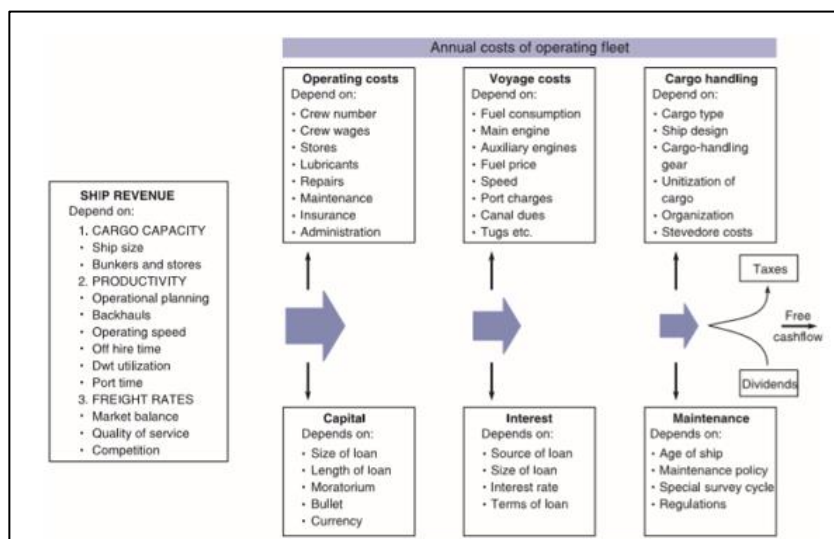 Annual costs of operating fleet
Operating costs
Depend on:
• Crew number
• Crew wages
• Stores
• Lubricants
• Repairs
• Maintenance
• Insurance
• Administration
Voyage costs
Depend on:
• Fuel consumption
• Main engine
• Auxiliary engines
• Fuel price
• Speed
• Port charges
• Canal dues
• Tugs etc.
Cargo handling
Depend on:
• Cargo type
• Ship design
• Cargo-handling
gear
• Unitization of
cargo
• Organization
• Stevedore costs
SHIP REVENUE
Depend on:
1. CARGO CAPACITY
• Ship size
• Bunkers and stores
2. PRODUCTIVITY
• Operational planning
• Backhauls
• Operating speed
• Off hire time
• Dwt utilization
• Port time
3. FREIGHT RATES
• Market balance
• Quality of service
• Competition
Taxes
Free
cashflow
Dividends
Capital
Depends on:
• Size of loan
• Length of loan
• Moratorium
• Bullet
• Currency
Interest
Depends on:
• Source of loan
• Size of loan
• Interest rate
• Terms of loan
Maintenance
Depends on:
• Age of ship
• Maintenance policy
• Special survey cycle
• Regulations